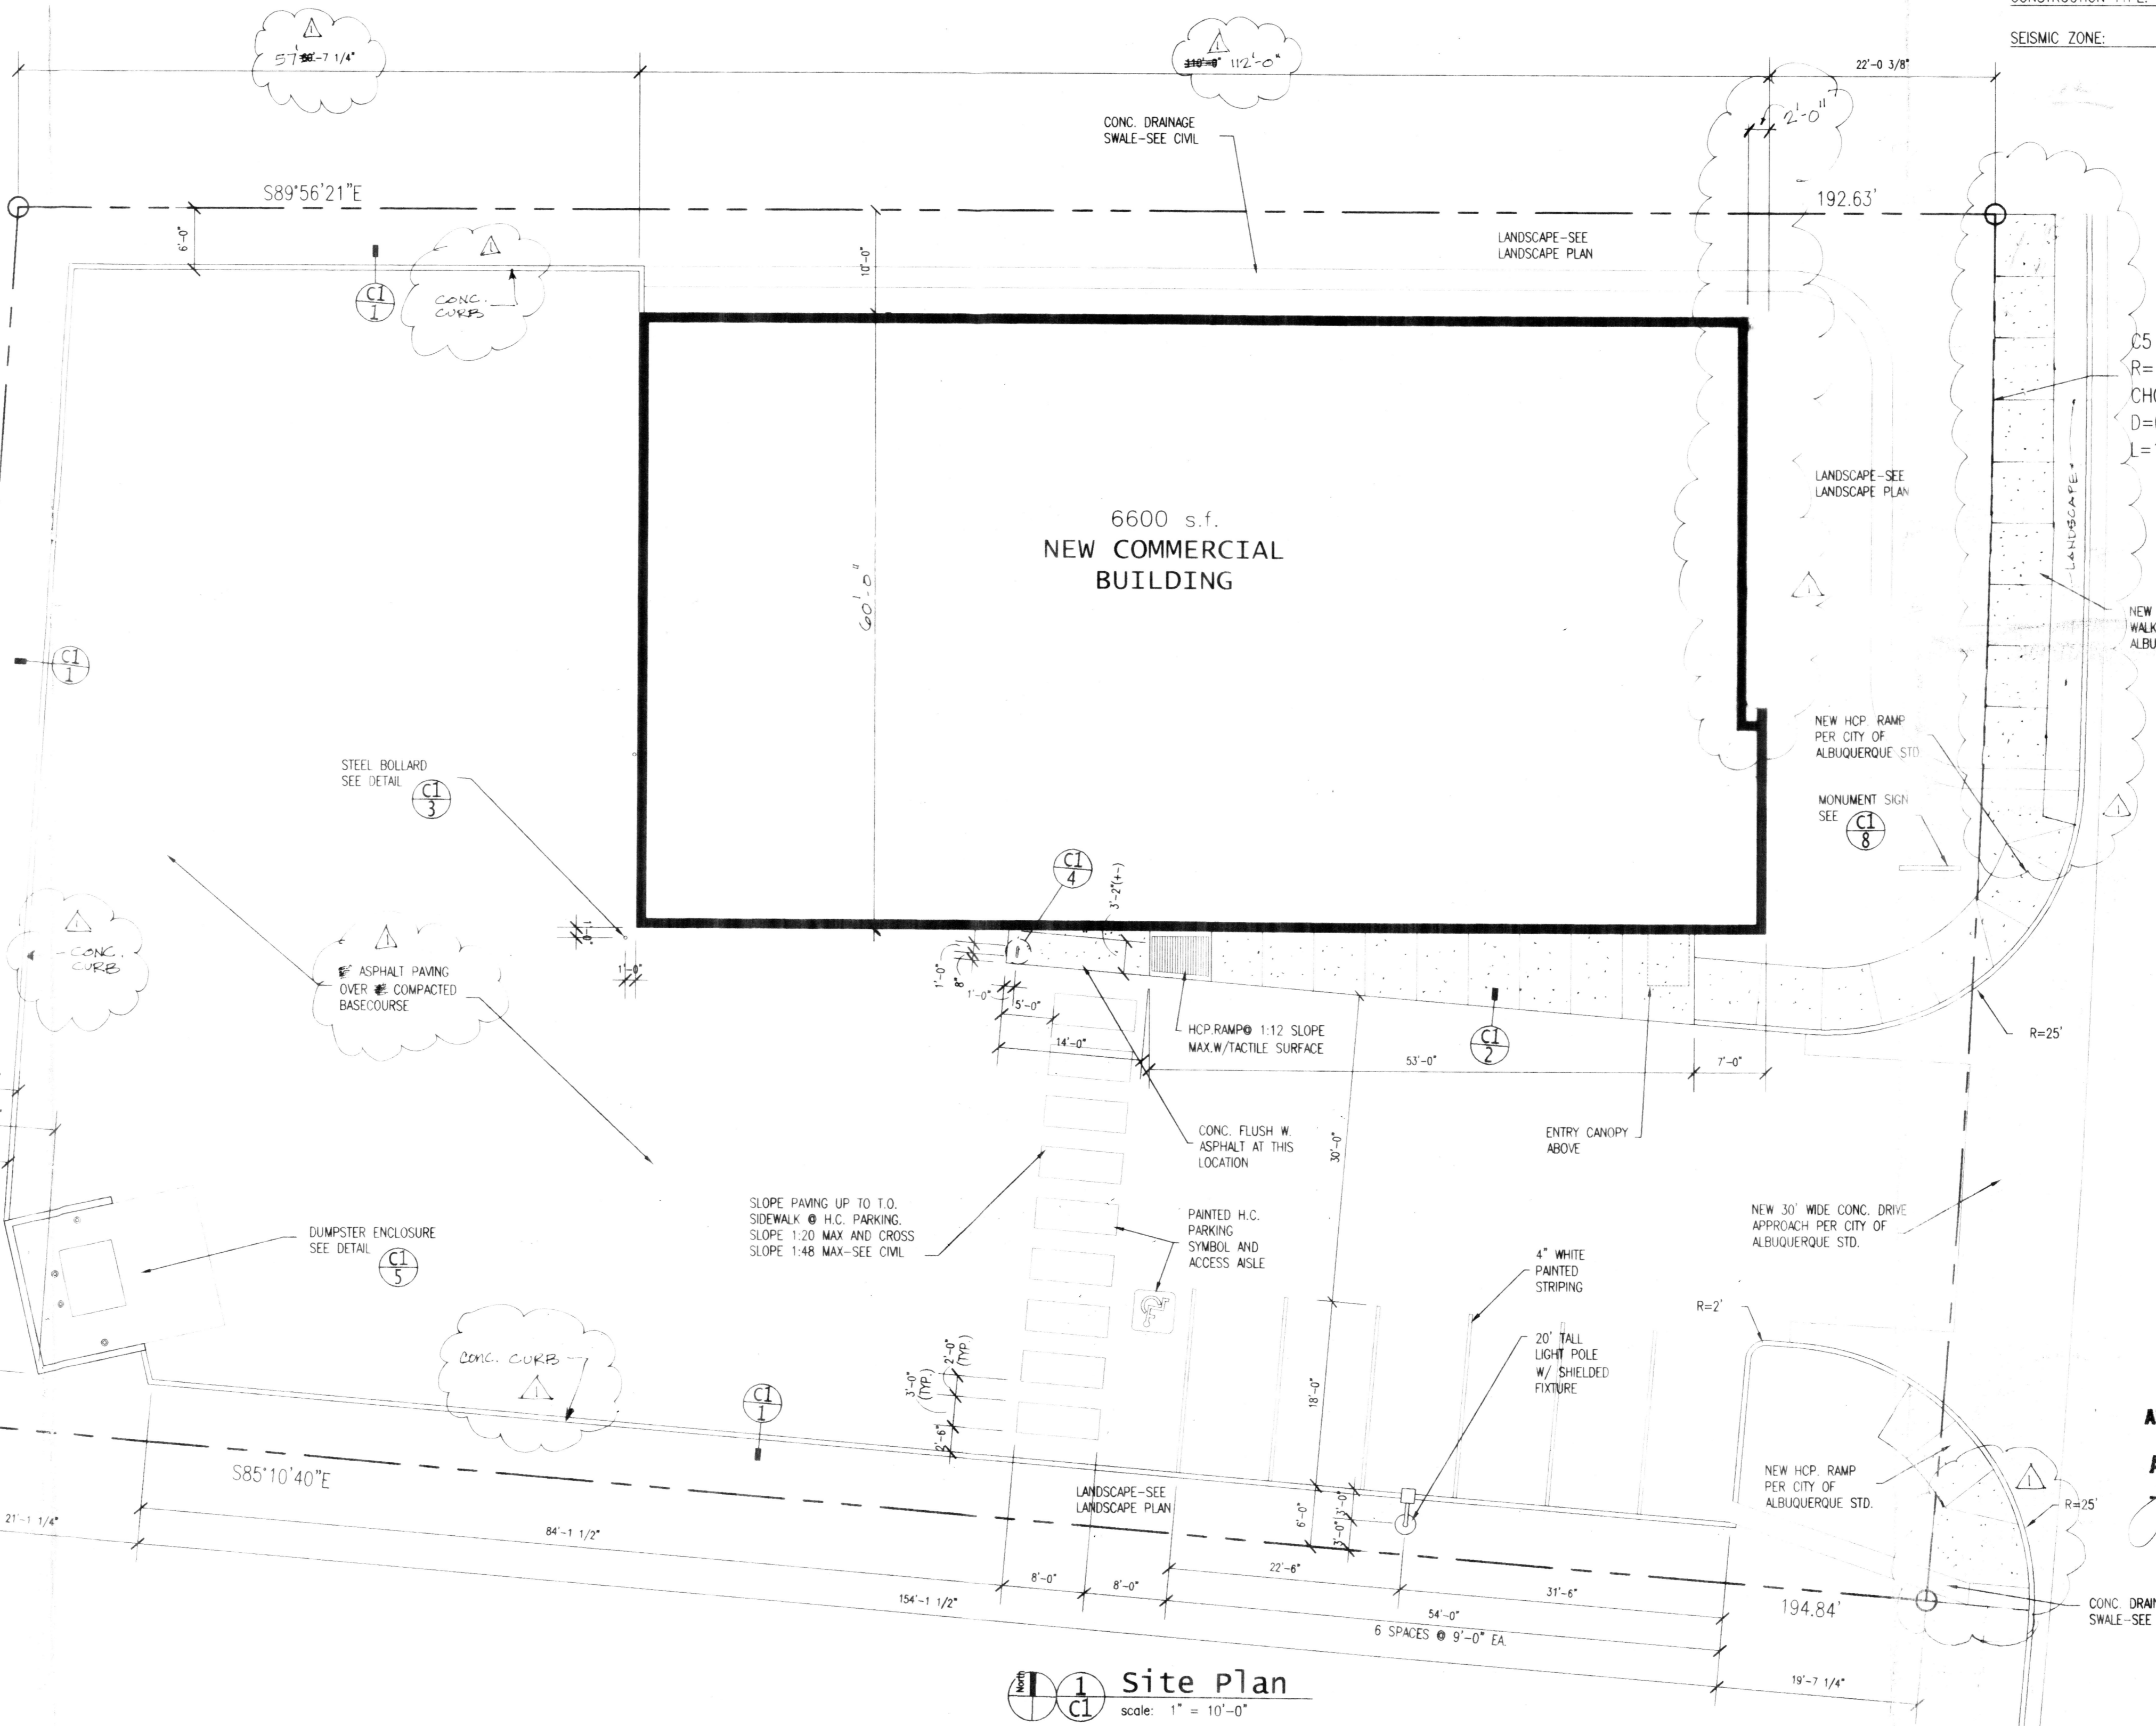 SEISMIC ZONE:
57' -7 1/4"
110'-0" 112'-0"
22'-0 3/8"
2'-0"
CONC. DRAINAGE
SWALE-SEE CIVIL
S89°56'21"E
192.63'
6'-0"
10'-0"
LANDSCAPE-SEE
LANDSCAPE PLAN
CONC.
CURB
C1
1
C5
R=
D=
L=
LANDSCAPE
LANDSCAPE-SEE
LANDSCAPE PLAN
6600 s.f.
NEW COMMERCIAL
BUILDING
60'-0"
NEW
WALK
ALBU
C1
1
NEW HCP. RAMP
PER CITY OF
ALBUQUERQUE STD.
STEEL BOLLARD
SEE DETAIL
C1
3
MONUMENT SIGN
SEE
C1
8
C1
4
3'-2"(+-)
CONC.
CURB
ASPHALT PAVING
OVER COMPACTED
BASECOURSE
1'-0"
1'-0"
1'-0"
8"
1'-0"
5'-0"
14'-0"
HCP.RAMP@ 1:12 SLOPE
MAX.W/TACTILE SURFACE
C1
2
53'-0"
7'-0"
R=25'
CONC. FLUSH W.
ASPHALT AT THIS
LOCATION
30'-0"
ENTRY CANOPY
ABOVE
SLOPE PAVING UP TO T.O.
SIDEWALK @ H.C. PARKING.
SLOPE 1:20 MAX AND CROSS
SLOPE 1:48 MAX-SEE CIVIL
PAINTED H.C.
PARKING
SYMBOL AND
ACCESS AISLE
NEW 30' WIDE CONC. DRIVE
APPROACH PER CITY OF
ALBUQUERQUE STD.
DUMPSTER ENCLOSURE
SEE DETAIL
C1
5
4" WHITE
PAINTED
STRIPING
R=2'
20' TALL
LIGHT POLE
W/ SHIELDED
FIXTURE
CONC. CURB
3'-0"
(TYP.)
2'-0"
(TYP.)
2'-6"
C1
1
18'-0"
S85°10'40"E
LANDSCAPE-SEE
LANDSCAPE PLAN
NEW HCP. RAMP
PER CITY OF
ALBUQUERQUE STD.
R=25'
6'-0"
3'-0"
3'-0"
21'-1 1/4"
84'-1 1/2"
8'-0"
8'-0"
22'-6"
31'-6"
154'-1 1/2"
54'-0"
6 SPACES @ 9'-0" EA.
194.84'
CONC. DRAIN
SWALE-SEE
19'-7 1/4"
North
1
C1
Site Plan
scale: 1" = 10'-0"